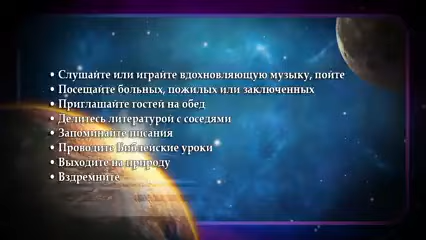 • Слушайте или играйте вдохновляющую музыку, пойте
• Посещайте больных, пожилых или заключенных
• Приглашайте гостей на обед
• Делитесь литературой с соседями
• Запоминайте писания
• Проводите Библейские уроки
• Выходите на природу
• Вздремните